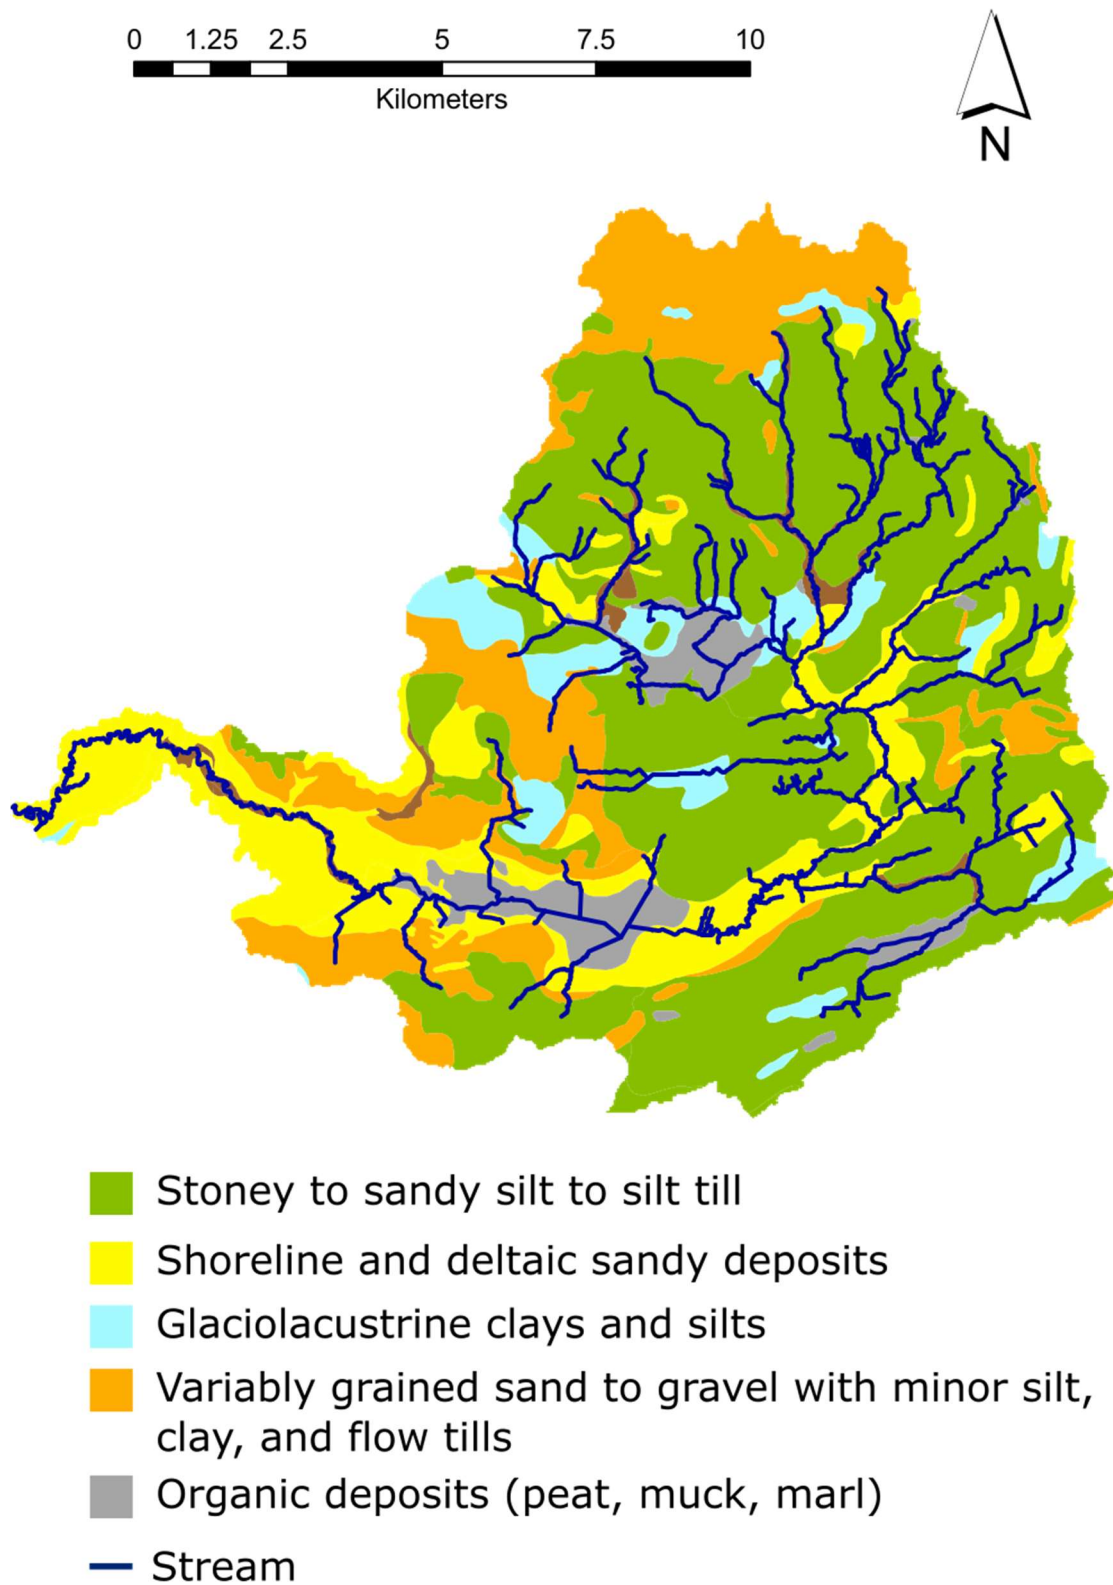 0 1.25 2.5 5 7.5 10
Kilometers
N
Stoney to sandy silt to silt till
Shoreline and deltaic sandy deposits
Glaciolacustrine clays and silts
Variably grained sand to gravel with minor silt,
clay, and flow tills
Organic deposits (peat, muck, marl)
Stream